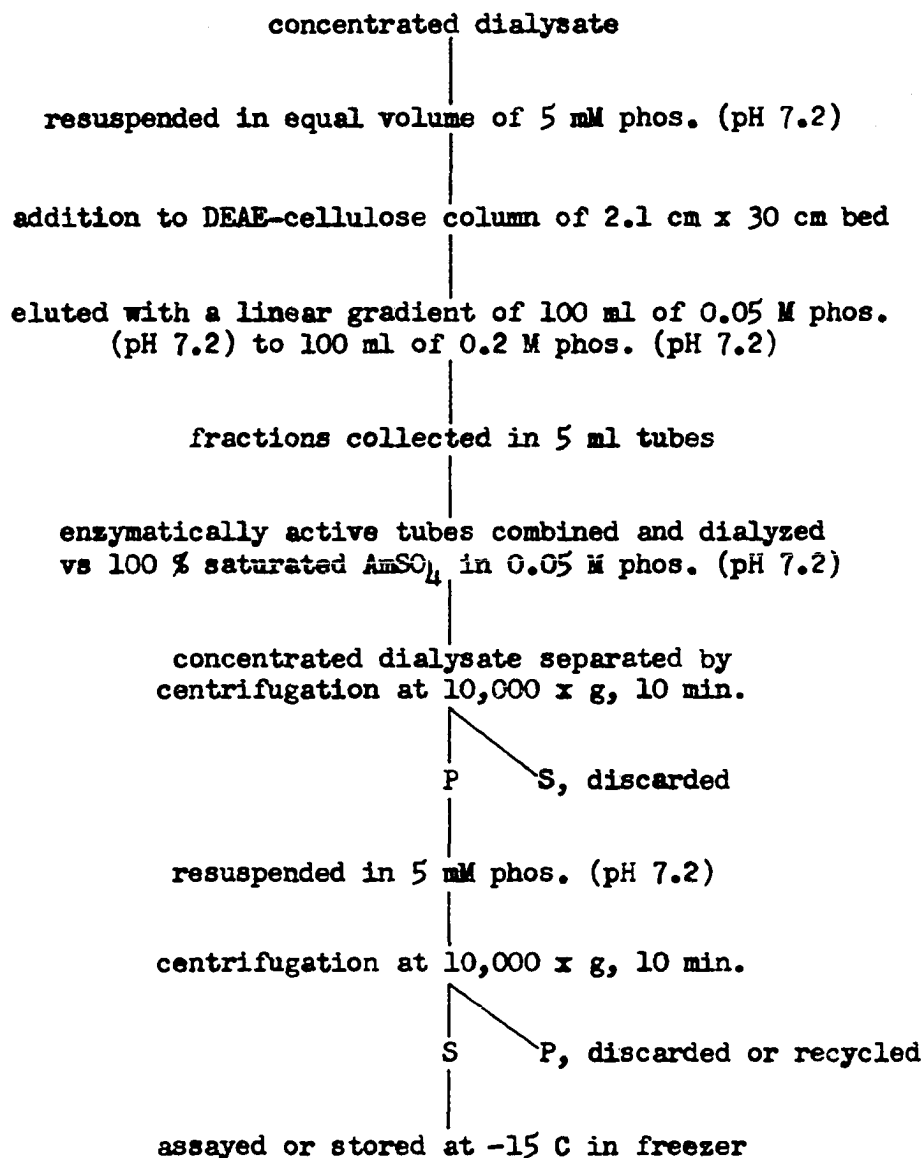 concentrated dialysate
resuspended in equal volume of 5 mM phos. (pH 7.2)
addition to DEAE-cellulose column of 2.1 cm x 30 cm bed
eluted with a linear gradient of 100 ml of 0.05 M phos.
(pH 7.2) to 100 ml of 0.2 M phos. (pH 7.2)
fractions collected in 5 ml tubes
enzymatically active tubes combined and dialyzed
vs 100 % saturated AmSO4 in 0.05 M phos. (pH 7.2)
concentrated dialysate separated by
centrifugation at 10,000 x g, 10 min.
P S, discarded
resuspended in 5 mM phos. (pH 7.2)
centrifugation at 10,000 x g, 10 min.
S P, discarded or recycled
assayed or stored at -15 C in freezer